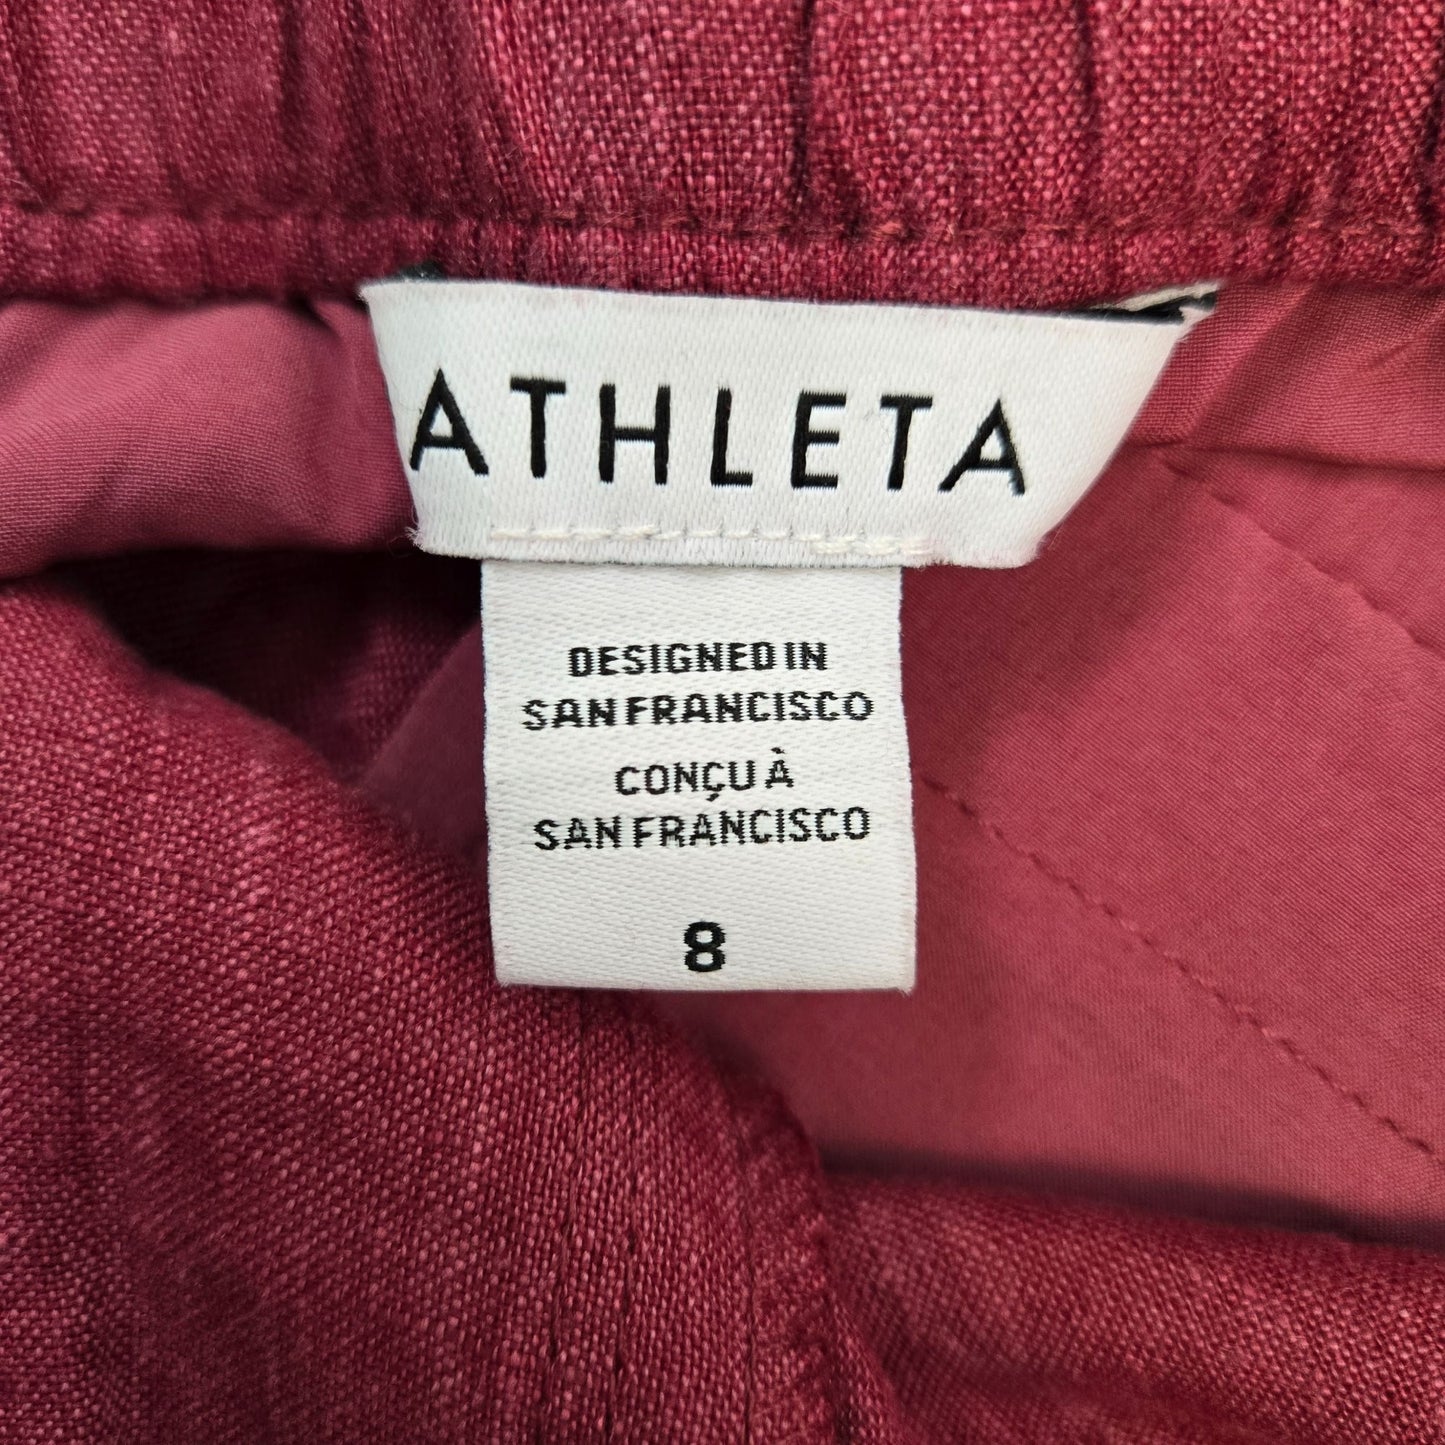 ATHLETA
DESIGNED IN
SAN FRANCISCO
CONÇU À
SAN FRANCISCO
8